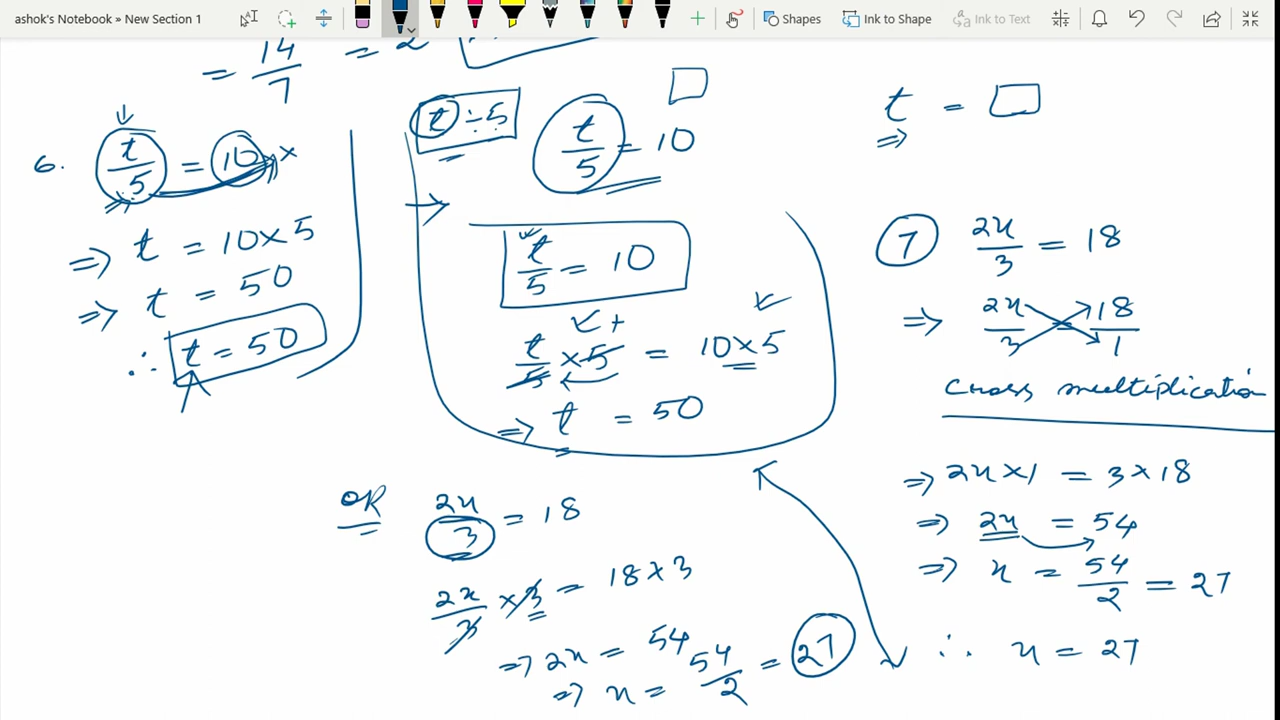 ashok's Notebook » New Section 1
Shapes
Ink to Shape
Ink to Text
= 14/7 = 2
6. t/5 = 10 ×
⇒ t = 10×5
⇒ t = 50
∴ t = 50
t ÷ 5
t/5 = 10
t/5 = 10
t/5 × 5 = 10×5
⇒ t = 50
t = □
⇒
7 2x/3 = 18
⇒ 2x/3 = 18/1
Cross multiplication
⇒ 2x×1 = 3×18
⇒ 2x = 54
⇒ x = 54/2 = 27
∴ x = 27
OR 2x/3 = 18
2x/3 × 3 = 18×3
⇒ 2x = 54
⇒ x = 54/2 = 27